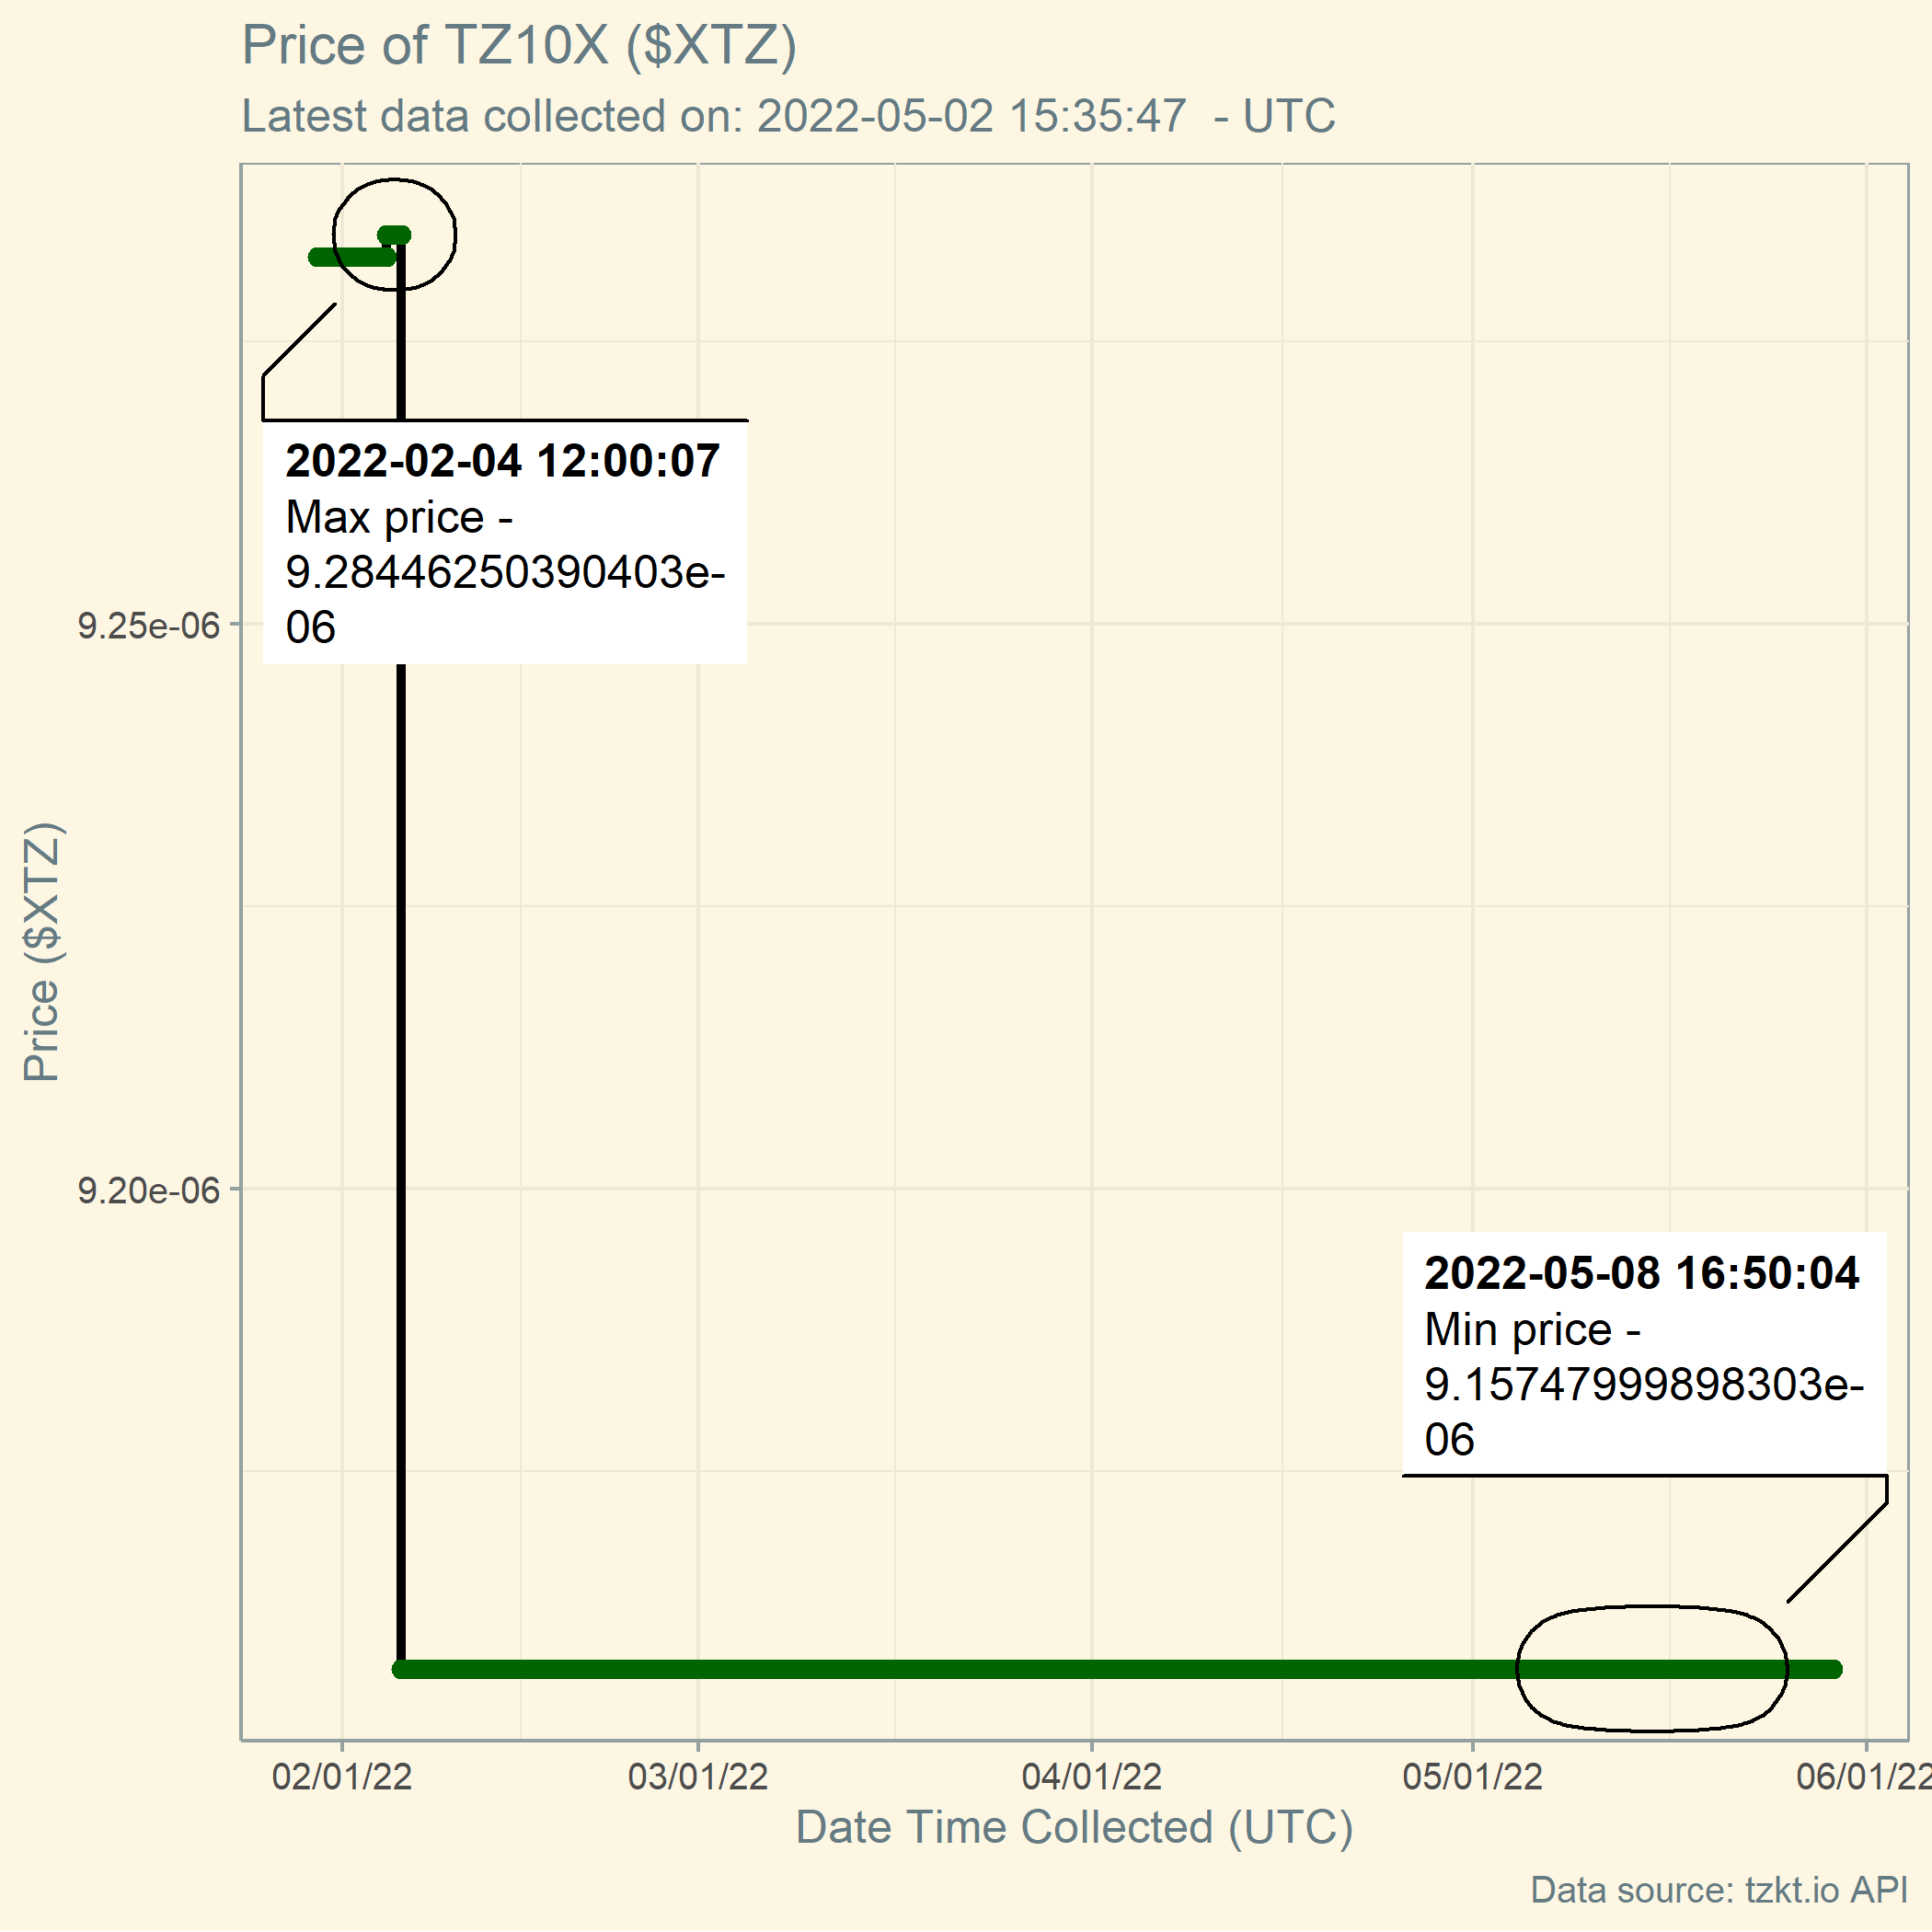 Price of TZ10X ($XTZ)
Latest data collected on: 2022-05-02 15:35:47  - UTC
2022-02-04 12:00:07
Max price -
9.28446250390403e-
06
9.25e-06
Price ($XTZ)
9.20e-06
2022-05-08 16:50:04
Min price -
9.15747999898303e-
06
02/01/22 03/01/22 04/01/22 05/01/22 06/01/22
Date Time Collected (UTC)
Data source: tzkt.io API